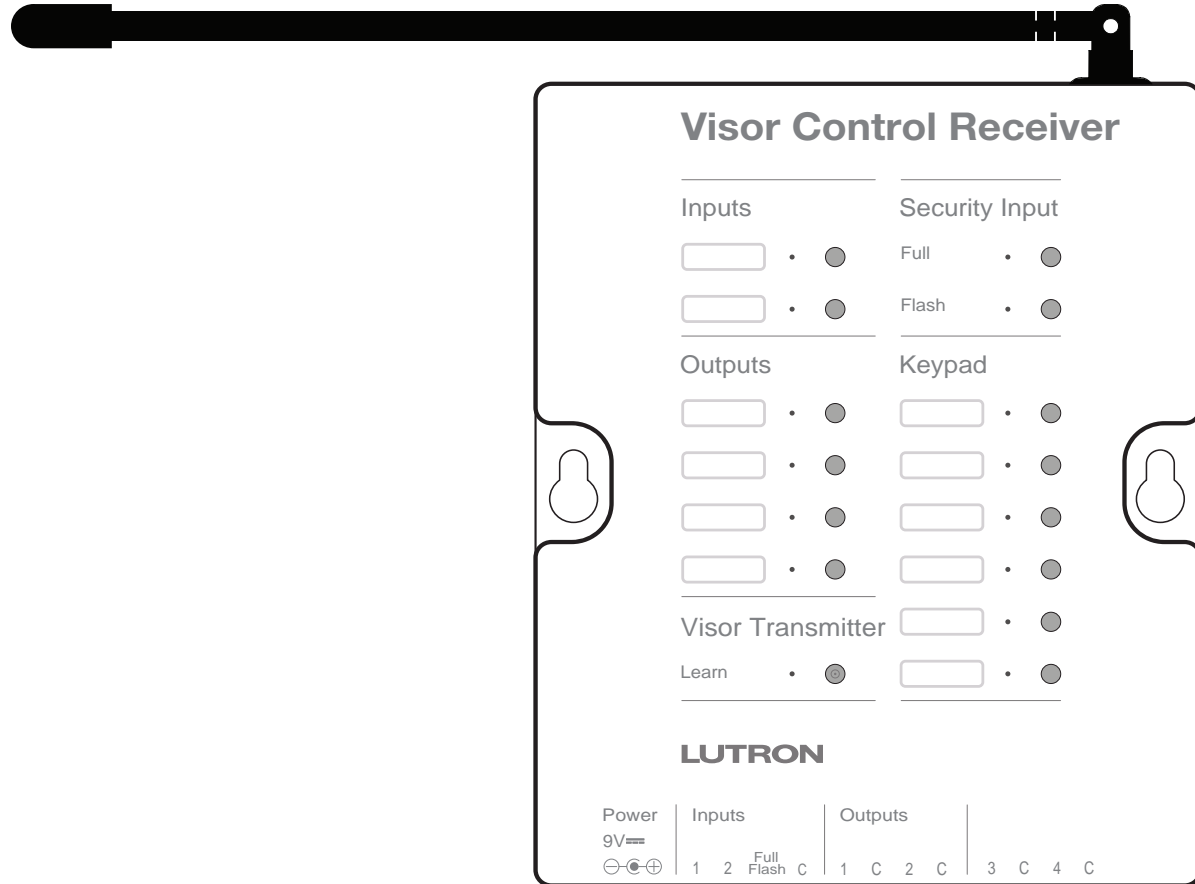 Visor Control Receiver
Inputs
Security Input
Full
Flash
Outputs
Keypad
Visor Transmitter
Learn
LUTRON
Power
9V
Inputs
1 2 Full Flash C
Outputs
1 C 2 C
3 C 4 C